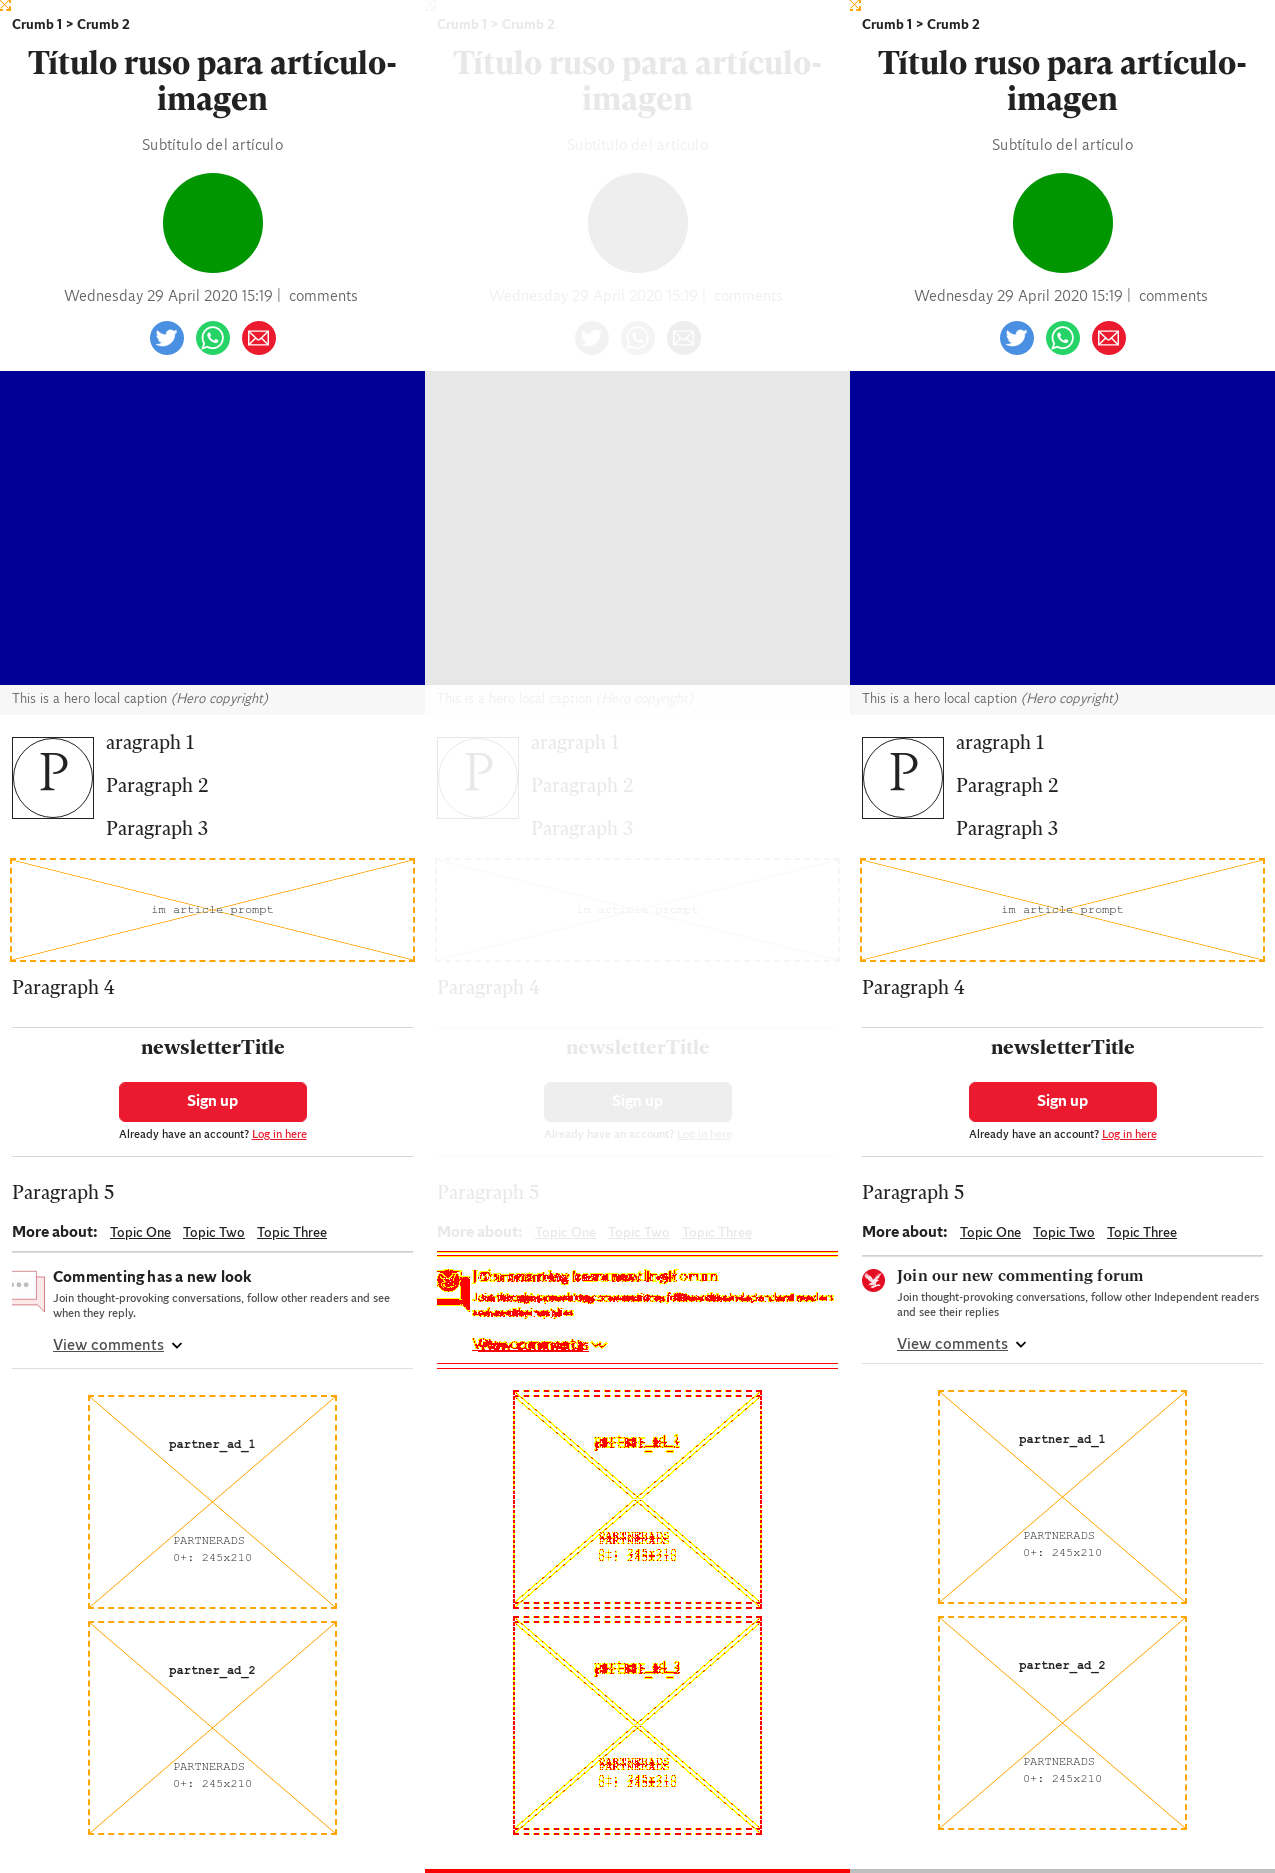 Crumb 1 > Crumb 2
Título ruso para artículo-
imagen
Subtítulo del artículo
Wednesday 29 April 2020 15:19 | comments
This is a hero local caption (Hero copyright)
P
aragraph 1
Paragraph 2
Paragraph 3
im article prompt
Paragraph 4
newsletterTitle
Sign up
Already have an account? Log in here
Paragraph 5
More about: Topic One Topic Two Topic Three
Commenting has a new look
Join thought-provoking conversations, follow other readers and see
when they reply.
View comments
partner_ad_1
PARTNERADS
0+: 245x210
partner_ad_2
PARTNERADS
0+: 245x210
Crumb 1 > Crumb 2
Título ruso para artículo-
imagen
Subtítulo del artículo
Wednesday 29 April 2020 15:19 | comments
This is a hero local caption (Hero copyright)
P
aragraph 1
Paragraph 2
Paragraph 3
im article prompt
Paragraph 4
newsletterTitle
Sign up
Already have an account? Log in here
Paragraph 5
More about: Topic One Topic Two Topic Three
Crumb 1 > Crumb 2
Título ruso para artículo-
imagen
Subtítulo del artículo
Wednesday 29 April 2020 15:19 | comments
This is a hero local caption (Hero copyright)
P
aragraph 1
Paragraph 2
Paragraph 3
im article prompt
Paragraph 4
newsletterTitle
Sign up
Already have an account? Log in here
Paragraph 5
More about: Topic One Topic Two Topic Three
Join our new commenting forum
Join thought-provoking conversations, follow other Independent readers
and see their replies
View comments
partner_ad_1
PARTNERADS
0+: 245x210
partner_ad_2
PARTNERADS
0+: 245x210